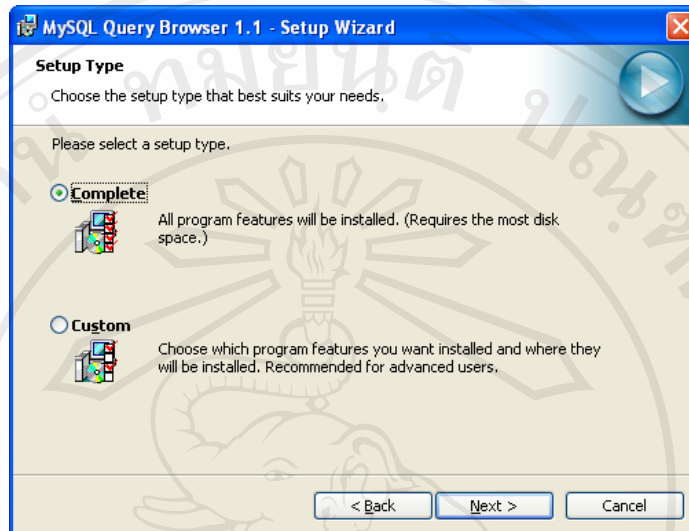 MySQL Query Browser 1.1 - Setup Wizard
Setup Type
Choose the setup type that best suits your needs.
Please select a setup type.
Complete
All program features will be installed. (Requires the most disk
space.)
Custom
Choose which program features you want installed and where they
will be installed. Recommended for advanced users.
< Back
Next >
Cancel